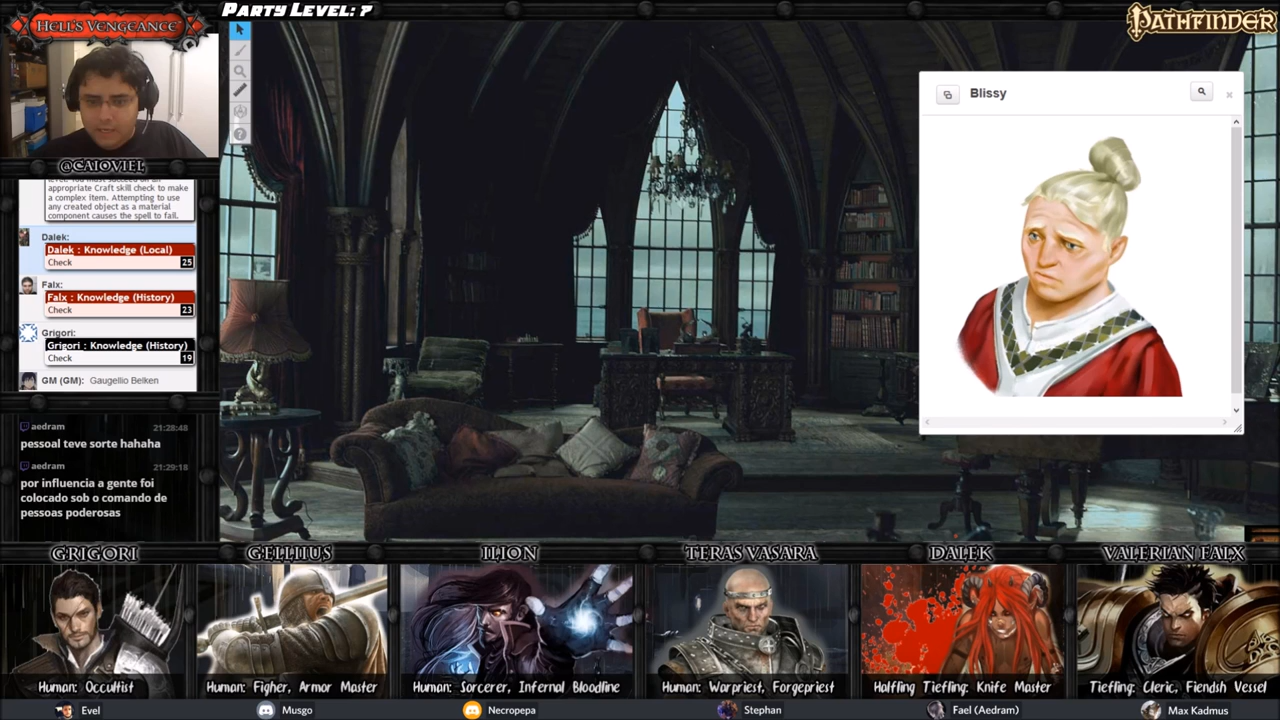 HELL'S VENGEANCE
PARTY LEVEL: 7
PATHFINDER
@CAIOVIEL
appropriate Craft skill check to make
a complex item. Attempting to use
any created object as a material
component causes the spell to fail.
Dalek:
Dalek : Knowledge (Local)
Check 25
Falx:
Falx : Knowledge (History)
Check 23
Grigori:
Grigori : Knowledge (History)
Check 19
GM (GM): Gaugellio Belken
aedram 21:28:48
pessoal teve sorte hahaha
aedram 21:29:18
por influencia a gente foi
colocado sob o comando de
pessoas poderosas
Blissy
GRIGORI
GELLIUS
ILION
TERAS VASARA
DALEK
VALERIAN FALX
Human: Occultist
Human: Figher, Armor Master
Human: Sorcerer, Infernal Bloodline
Human: Warpriest, Forgepriest
Halfling Tiefling: Knife Master
Tiefling: Cleric, Fiendsh Vessel
Evel
Musgo
Necropepa
Stephan
Fael (Aedram)
Max Kadmus